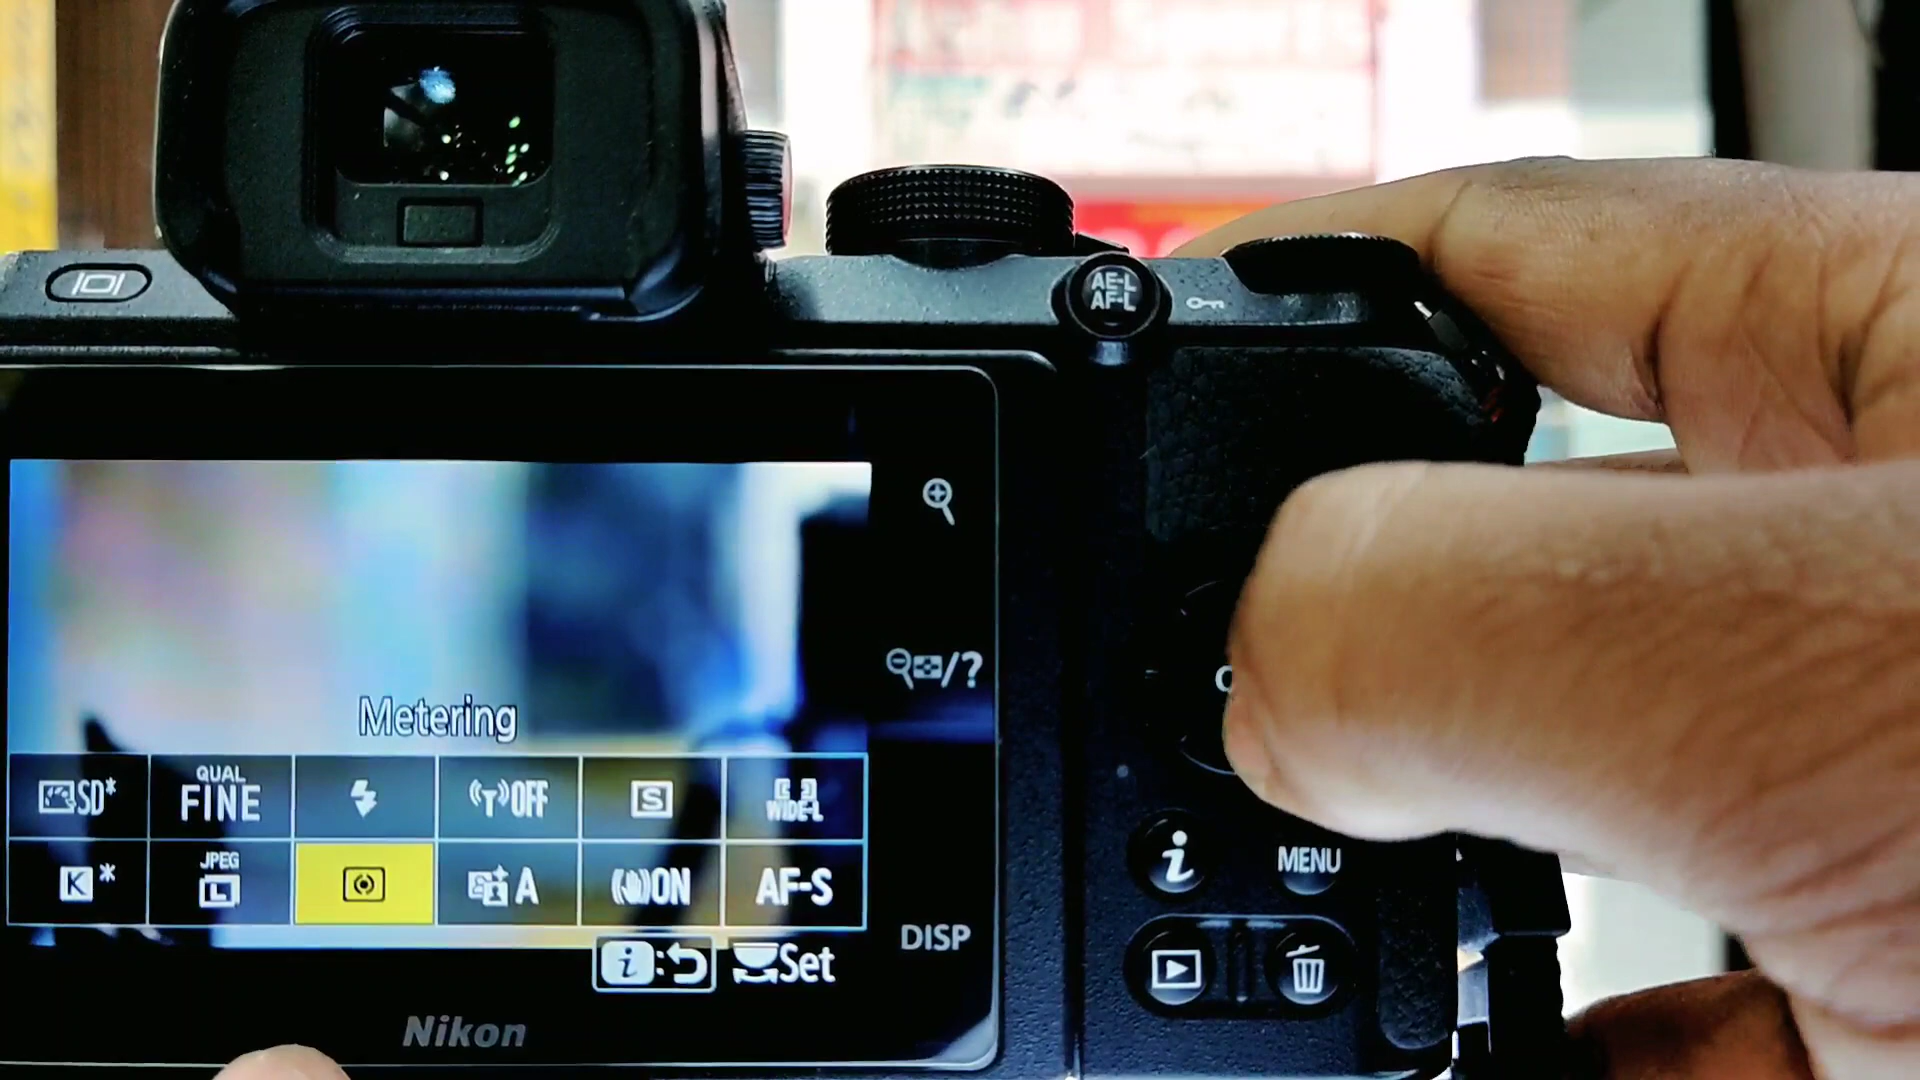 AE-L
AF-L
Metering
SD*
QUAL
FINE
OFF
S
WIDE-L
K *
JPEG
L
A
ON
AF-S
i : Set
/?
DISP
i MENU
Nikon